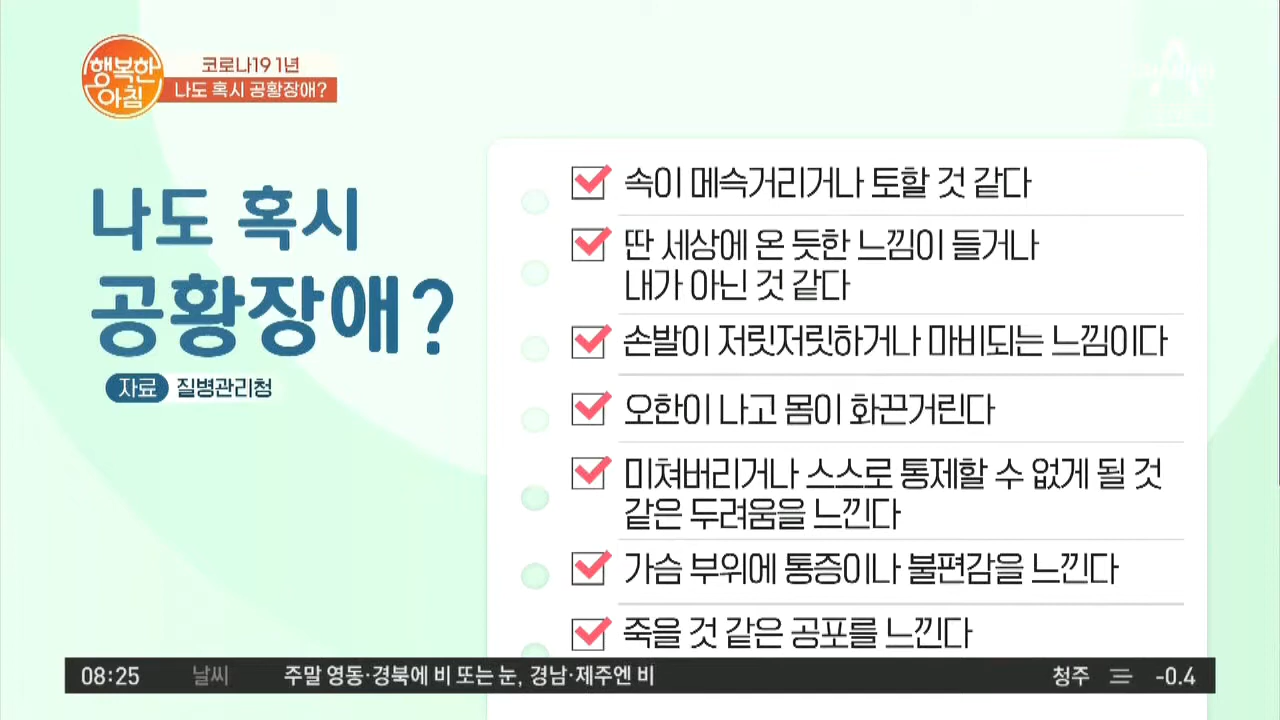 행복한
아침
코로나19 1년
나도 혹시 공황장애?
나도 혹시
공황장애?
자료 질병관리청
속이 메슥거리거나 토할 것 같다
딴 세상에 온 듯한 느낌이 들거나
내가 아닌 것 같다
손발이 저릿저릿하거나 마비되는 느낌이다
오한이 나고 몸이 화끈거린다
미쳐버리거나 스스로 통제할 수 없게 될 것
같은 두려움을 느낀다
가슴 부위에 통증이나 불편감을 느낀다
죽을 것 같은 공포를 느낀다
08:25 날씨 주말 영동·경북에 비 또는 눈, 경남·제주엔 비 청주 -0.4